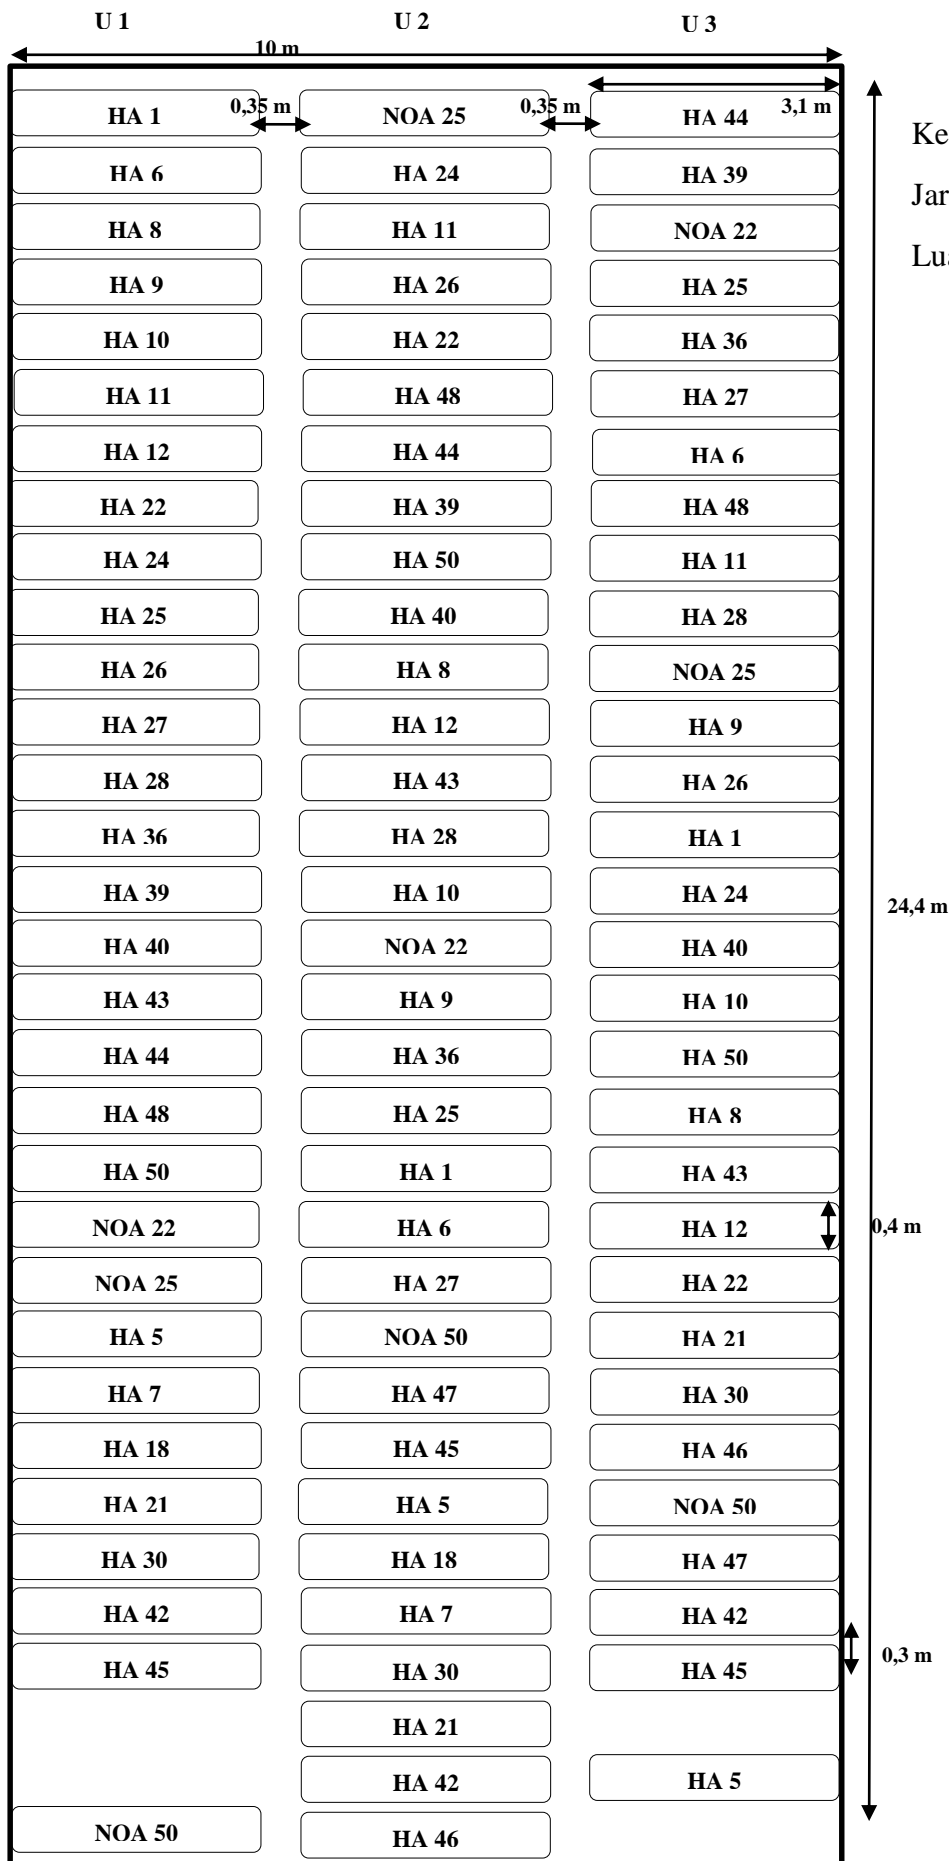 U 1 U 2 U 3
10 m
HA 1 0,35 m NOA 25 0,35 m HA 44 3,1 m
Ke
HA 6 HA 24 HA 39
Jar
HA 8 HA 11 NOA 22
HA 9 HA 26 HA 25
HA 10 HA 22 HA 36
HA 11 HA 48 HA 27
HA 12 HA 44 HA 6
HA 22 HA 39 HA 48
HA 24 HA 50 HA 11
HA 25 HA 40 HA 28
HA 26 HA 8 NOA 25
HA 27 HA 12 HA 9
HA 28 HA 43 HA 26
HA 36 HA 28 HA 1
HA 39 HA 10 HA 24
24,4 m
HA 40 NOA 22 HA 40
HA 43 HA 9 HA 10
HA 44 HA 36 HA 50
HA 48 HA 25 HA 8
HA 50 HA 1 HA 43
NOA 22 HA 6 HA 12 0,4 m
NOA 25 HA 27 HA 22
HA 5 NOA 50 HA 21
HA 7 HA 47 HA 30
HA 18 HA 45 HA 46
HA 21 HA 5 NOA 50
HA 30 HA 18 HA 47
HA 42 HA 7 HA 42
HA 45 HA 30 HA 45 0,3 m
HA 21
HA 42 HA 5
NOA 50 HA 46